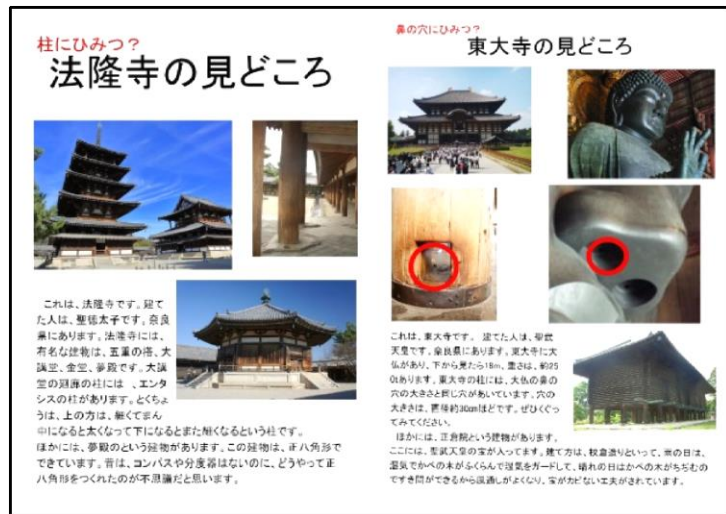 柱にひみつ?
法隆寺の見どころ
これは、法隆寺です。建て
た人は、聖徳太子です。奈良
県にあります。法隆寺には、
有名な建物は、五重の塔、大
講堂、金堂、夢殿です。大講
堂の廻廊の柱には、エンタ
シスの柱があります。とくちょ
うは、上の方は、細くてまん
中になると太くなって下になるとまた細くなるという柱です。
ほかには、夢殿のという建物があります。この建物は、正八角形で
できています。昔は、コンパスや分度器はないのに、どうやって正
八角形をつくれたのが不思議だと思います。
鼻の穴にひみつ?
東大寺の見どころ
これは、東大寺です。 建てた人は、聖武
天皇です。奈良県にあります。東大寺に大
仏があり、下から見たら18m、重さは、約25
0tあります。東大寺の柱には、大仏の鼻の
穴の大きさと同じ穴があいています。穴の
大きさは、直径約30cmほどです。ぜひくぐっ
てみてください。
ほかには、正倉院という建物があります。
ここには、聖武天皇の宝が入ってます。建て方は、校倉造りといって、雨の日は、
湿気でかべの木がふくらんで湿気をガードして、晴れの日はかべの木がちぢむの
ですき間ができるから風通しがよくなり、宝がカビない工夫がされています。